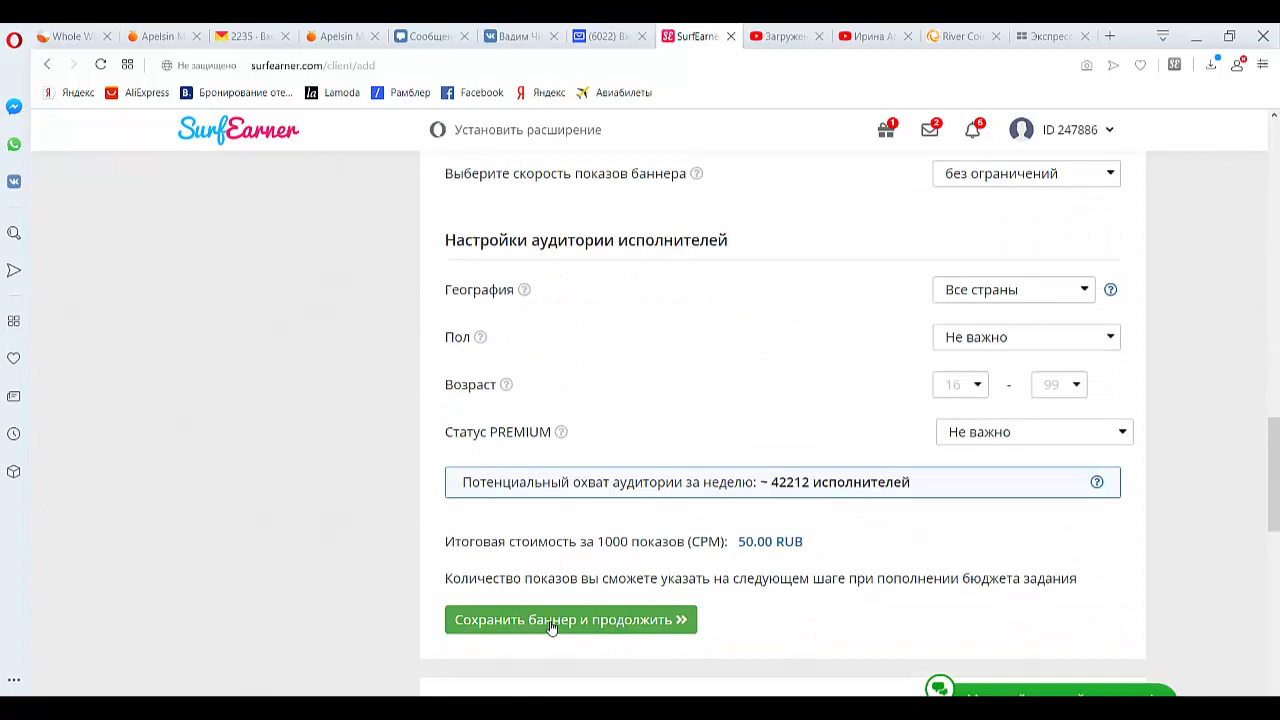 Whole W
Apelsin M
2235 · Вх
Apelsin M
Сообщен
Вадим Ч
(6022) Вх
SurfEarne
Загруже
Ирина А
River Coi
Экспрес
Не защищено
surfearner.com/client/add
Яндекс
AliExpress
Бронирование оте...
Lamoda
Рамблер
Facebook
Яндекс
Авиабилеты
SurfEarner
Установить расширение
1
2
6
ID 247886
Выберите скорость показов баннера
без ограничений
Настройки аудитории исполнителей
География
Все страны
Пол
Не важно
Возраст
16 - 99
Статус PREMIUM
Не важно
Потенциальный охват аудитории за неделю: ~ 42212 исполнителей
Итоговая стоимость за 1000 показов (CPM): 50.00 RUB
Количество показов вы сможете указать на следующем шаге при пополнении бюджета задания
Сохранить баннер и продолжить